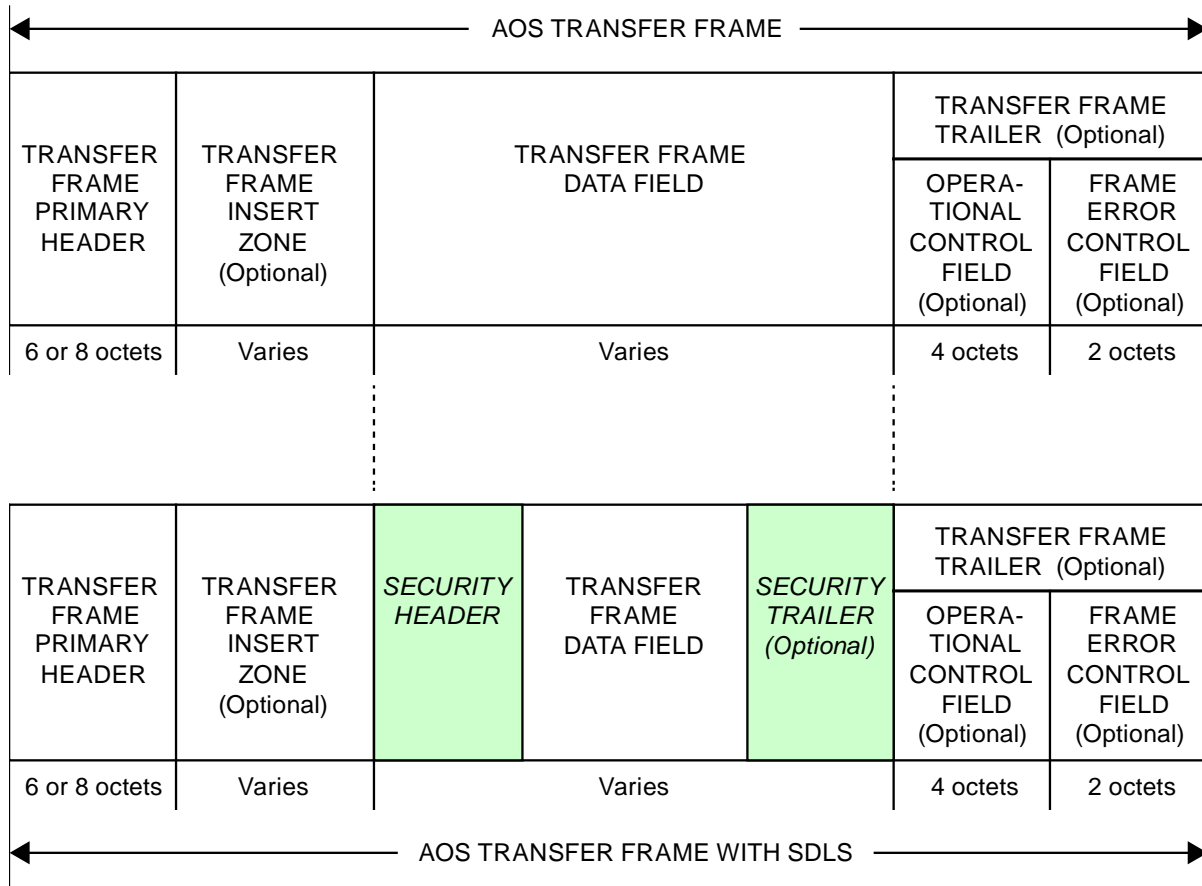 AOS TRANSFER FRAME
TRANSFER
FRAME
PRIMARY
HEADER
TRANSFER
FRAME
INSERT
ZONE
(Optional)
TRANSFER FRAME
DATA FIELD
TRANSFER FRAME
TRAILER (Optional)
OPERA-
TIONAL
CONTROL
FIELD
(Optional)
FRAME
ERROR
CONTROL
FIELD
(Optional)
6 or 8 octets
Varies
Varies
4 octets
2 octets
TRANSFER
FRAME
PRIMARY
HEADER
TRANSFER
FRAME
INSERT
ZONE
(Optional)
SECURITY
HEADER
TRANSFER
FRAME
DATA FIELD
SECURITY
TRAILER
(Optional)
TRANSFER FRAME
TRAILER (Optional)
OPERA-
TIONAL
CONTROL
FIELD
(Optional)
FRAME
ERROR
CONTROL
FIELD
(Optional)
6 or 8 octets
Varies
Varies
4 octets
2 octets
AOS TRANSFER FRAME WITH SDLS